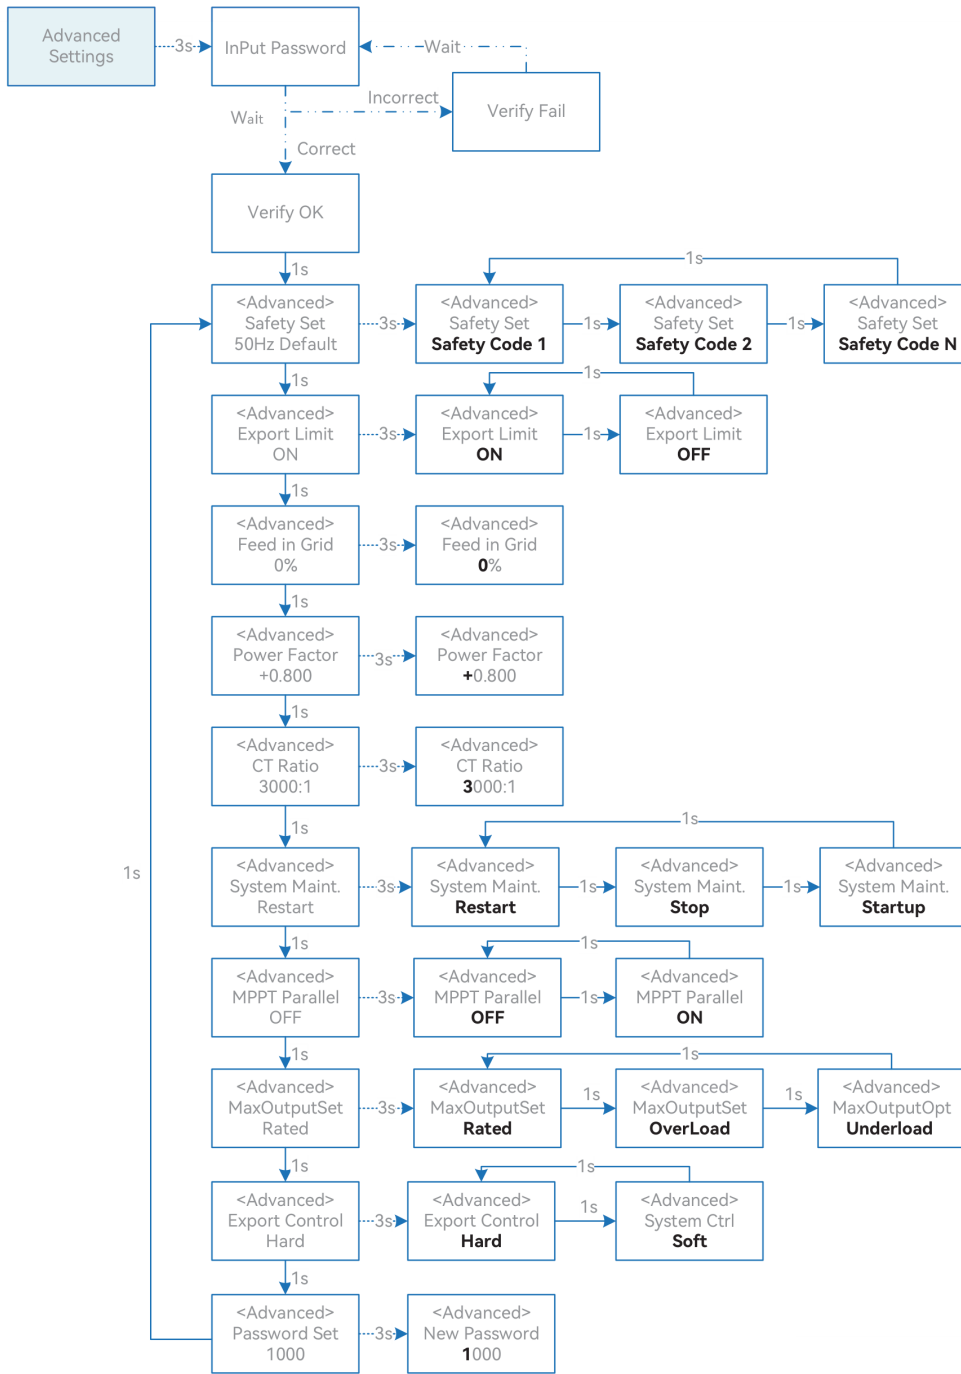 Advanced
Settings
3s
InPut Password
Wait
Verify Fail
Incorrect
Wait
Correct
Verify OK
1s
1s
<Advanced>
Safety Set
50Hz Default
3s
<Advanced>
Safety Set
Safety Code 1
1s
<Advanced>
Safety Set
Safety Code 2
1s
<Advanced>
Safety Set
Safety Code N
1s
1s
<Advanced>
Export Limit
ON
3s
<Advanced>
Export Limit
ON
1s
<Advanced>
Export Limit
OFF
1s
<Advanced>
Feed in Grid
0%
3s
<Advanced>
Feed in Grid
0%
1s
<Advanced>
Power Factor
+0.800
3s
<Advanced>
Power Factor
+0.800
1s
<Advanced>
CT Ratio
3000:1
3s
<Advanced>
CT Ratio
3000:1
1s
1s
1s
<Advanced>
System Maint.
Restart
3s
<Advanced>
System Maint.
Restart
1s
<Advanced>
System Maint.
Stop
1s
<Advanced>
System Maint.
Startup
1s
1s
<Advanced>
MPPT Parallel
OFF
3s
<Advanced>
MPPT Parallel
OFF
1s
<Advanced>
MPPT Parallel
ON
1s
1s
<Advanced>
MaxOutputSet
Rated
3s
<Advanced>
MaxOutputSet
Rated
1s
<Advanced>
MaxOutputSet
OverLoad
1s
<Advanced>
MaxOutputOpt
Underload
1s
1s
<Advanced>
Export Control
Hard
3s
<Advanced>
Export Control
Hard
1s
<Advanced>
System Ctrl
Soft
1s
<Advanced>
Password Set
1000
3s
<Advanced>
New Password
1000